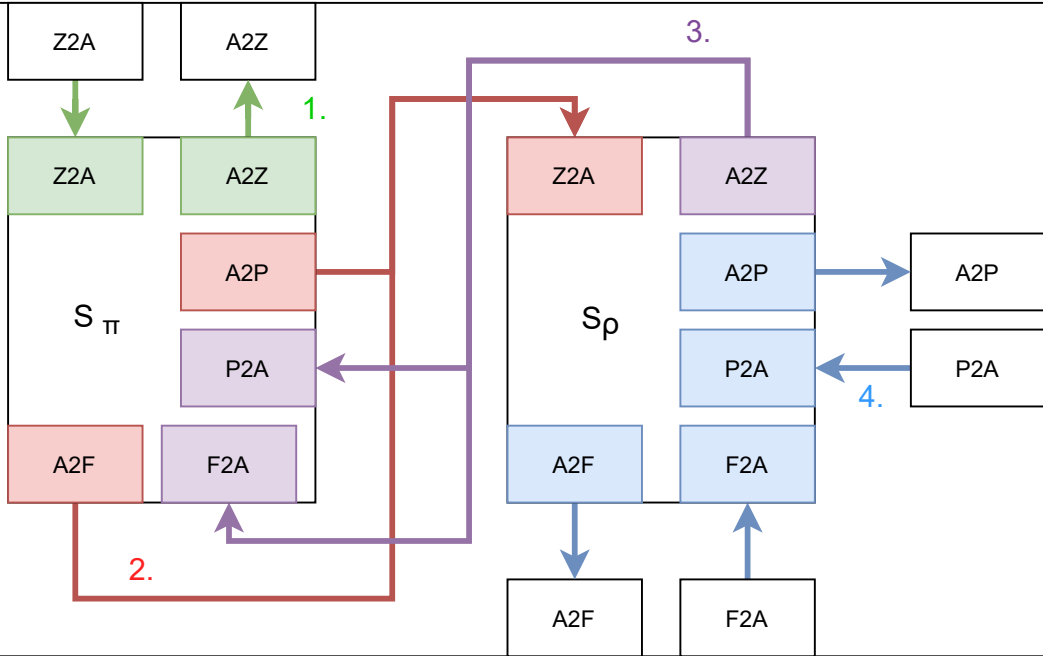 Z2A
A2Z
3.
1.
Z2A
A2Z
Z2A
A2Z
A2P
A2P
A2P
S π
Sρ
P2A
P2A
P2A
4.
A2F
F2A
A2F
F2A
2.
A2F
F2A